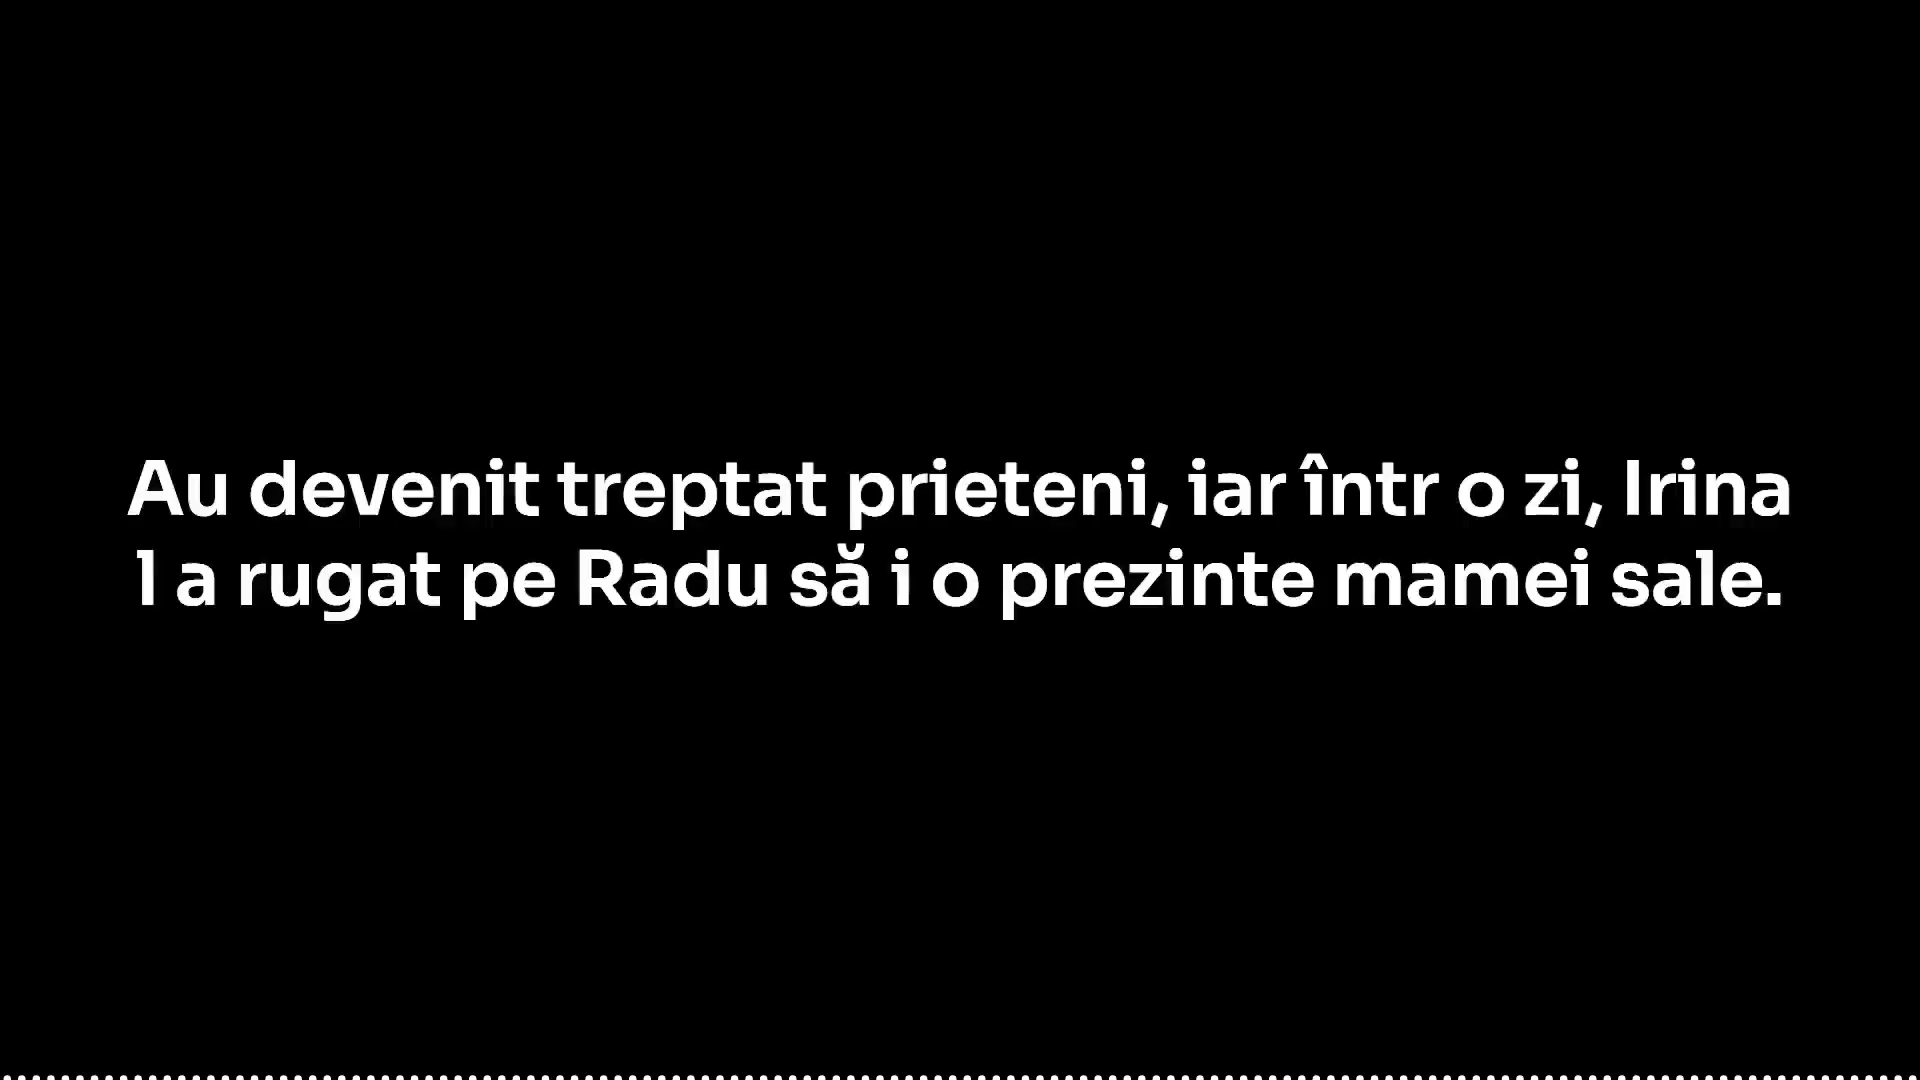 Au devenit treptat prieteni, iar într o zi, Irina
l a rugat pe Radu să i o prezinte mamei sale.